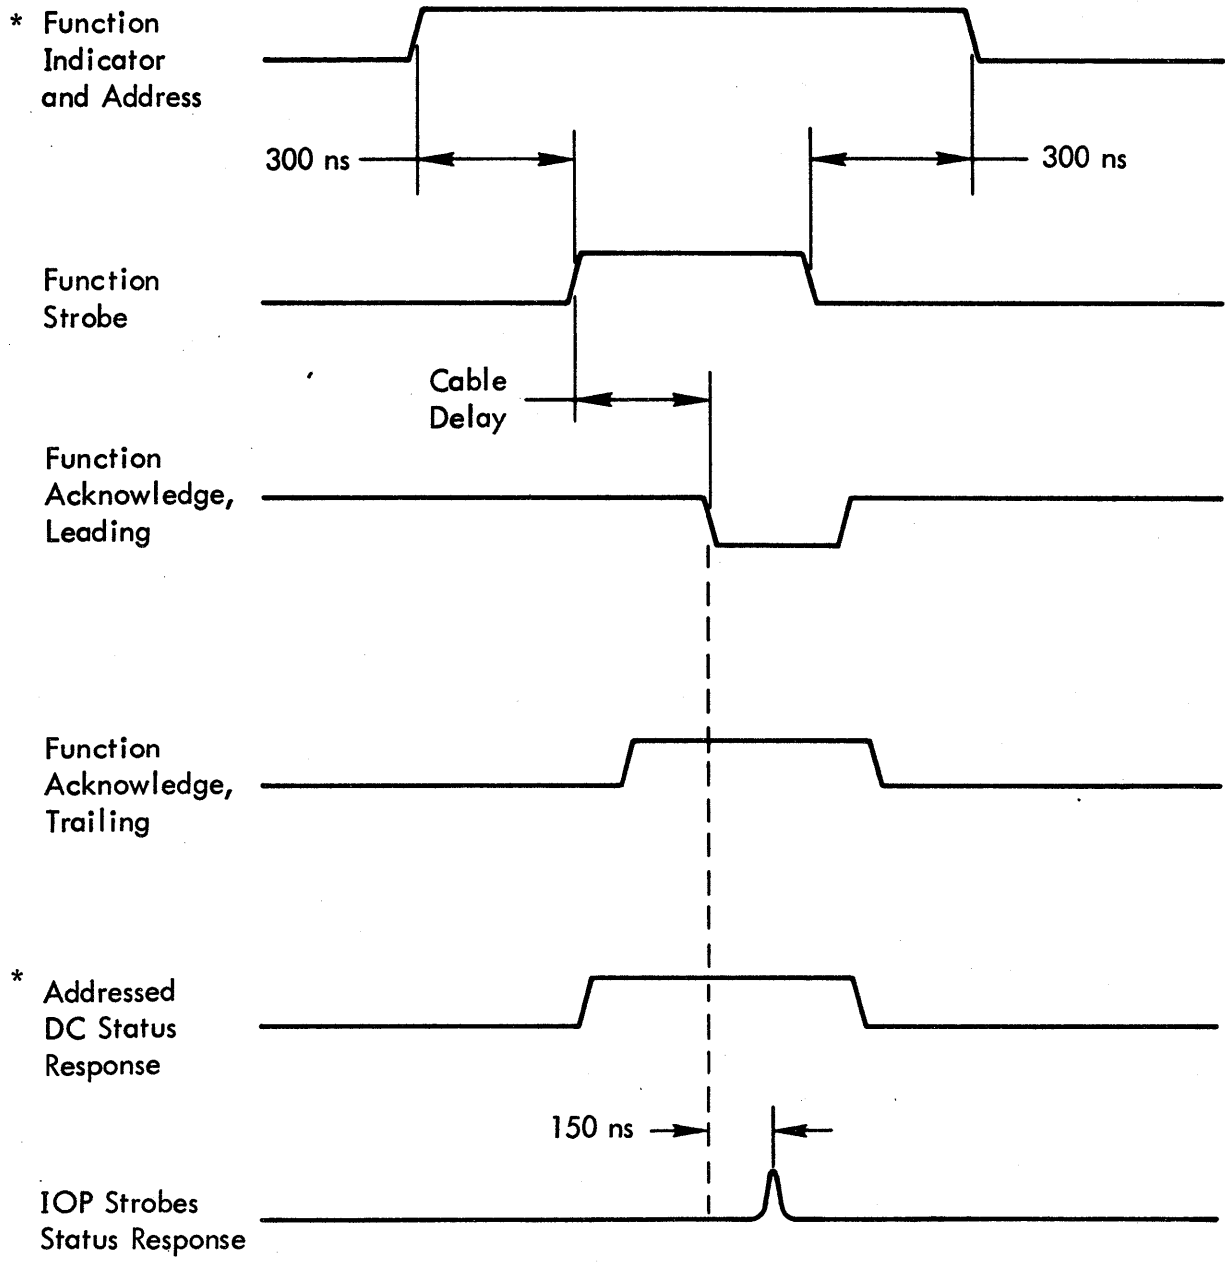 * Function
Indicator
and Address
300 ns
300 ns
Function
Strobe
Cable
Delay
Function
Acknowledge,
Leading
Function
Acknowledge,
Trailing
* Addressed
DC Status
Response
150 ns
IOP Strobes
Status Response